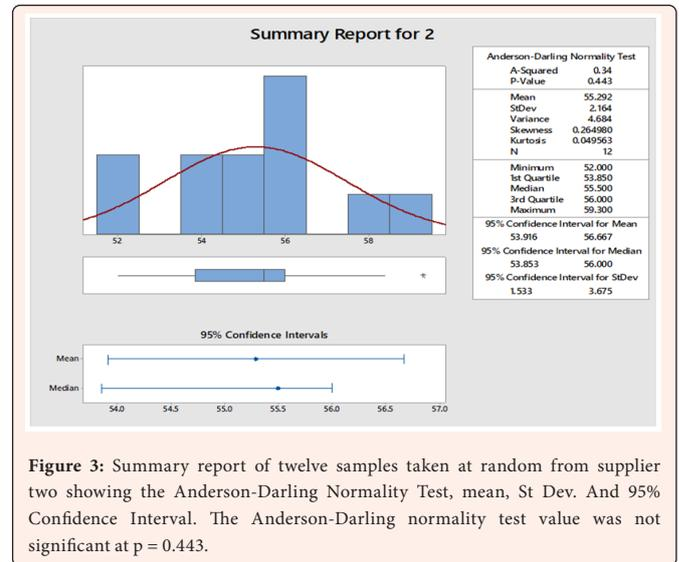 Summary Report for 2
Anderson-Darling Normality Test
A-Squared 0.34
P-Value 0.443
Mean 55.292
StDev 2.164
Variance 4.684
Skewness 0.264980
Kurtosis 0.049563
N 12
Minimum 52.000
1st Quartile 53.850
Median 55.500
3rd Quartile 56.000
Maximum 59.300
95% Confidence Interval for Mean
53.916 56.667
95% Confidence Interval for Median
53.853 56.000
95% Confidence Interval for StDev
1.533 3.675
52 54 56 58
95% Confidence Intervals
Mean
Median
54.0 54.5 55.0 55.5 56.0 56.5 57.0
Figure 3: Summary report of twelve samples taken at random from supplier
two showing the Anderson-Darling Normality Test, mean, St Dev. And 95%
Confidence Interval. The Anderson-Darling normality test value was not
significant at p = 0.443.